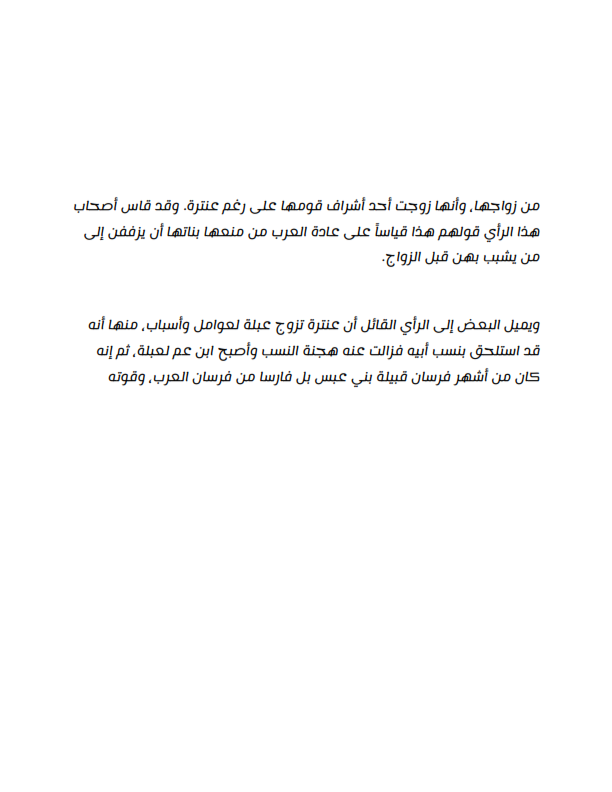 من زواجها، وأنها زوجت أحد أشراف قومها على رغم عنترة. وقد قاس أصحاب
هذا الرأي قولهم هذا قياساً على عادة العرب من منعها بناتها أن يزففن إلى
من يشبب بهن قبل الزواج.
ويميل البعض إلى الرأي القائل أن عنترة تزوج عبلة لعوامل وأسباب، منها أنه
قد استلحق بنسب أبيه فزالت عنه هجنة النسب وأصبح ابن عم لعبلة، ثم إنه
كان من أشهر فرسان قبيلة بني عبس بل فارسا من فرسان العرب، وقوته